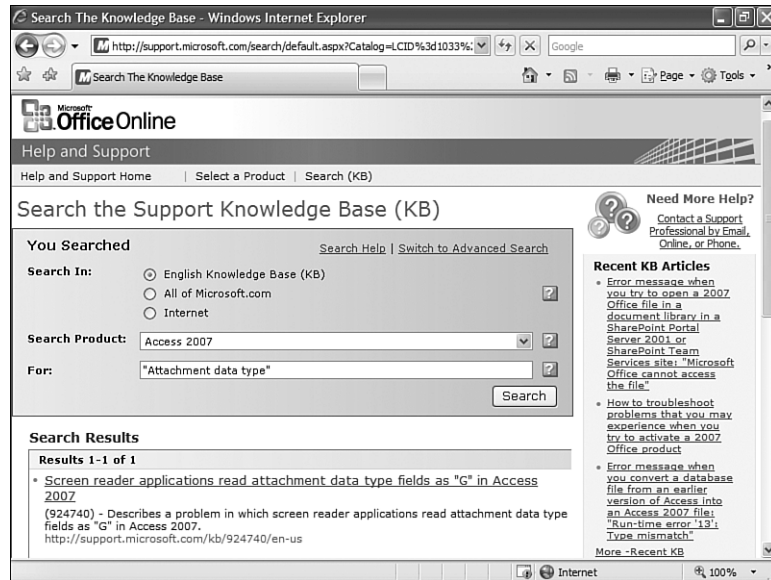 Search The Knowledge Base - Windows Internet Explorer
http://support.microsoft.com/search/default.aspx?Catalog=LCID%3d1033%
Google
Search The Knowledge Base
Page
Tools
Microsoft
Office Online
Help and Support
Help and Support Home | Select a Product | Search (KB)
Search the Support Knowledge Base (KB)
You Searched
Search Help | Switch to Advanced Search
Search In:
English Knowledge Base (KB)
All of Microsoft.com
Internet
Search Product:
Access 2007
For:
"Attachment data type"
Search
Search Results
Results 1-1 of 1
Screen reader applications read attachment data type fields as "G" in Access
2007
(924740) - Describes a problem in which screen reader applications read attachment data type
fields as "G" in Access 2007.
http://support.microsoft.com/kb/924740/en-us
Need More Help?
Contact a Support
Professional by Email,
Online, or Phone.
Recent KB Articles
Error message when
you try to open a 2007
Office file in a
document library in a
SharePoint Portal
Server 2001 or
SharePoint Team
Services site: "Microsoft
Office cannot access
the file"
How to troubleshoot
problems that you may
experience when you
try to activate a 2007
Office product
Error message when
you convert a database
file from an earlier
version of Access into
an Access 2007 file:
"Run-time error '13':
Type mismatch"
More -Recent KB
Internet
100%